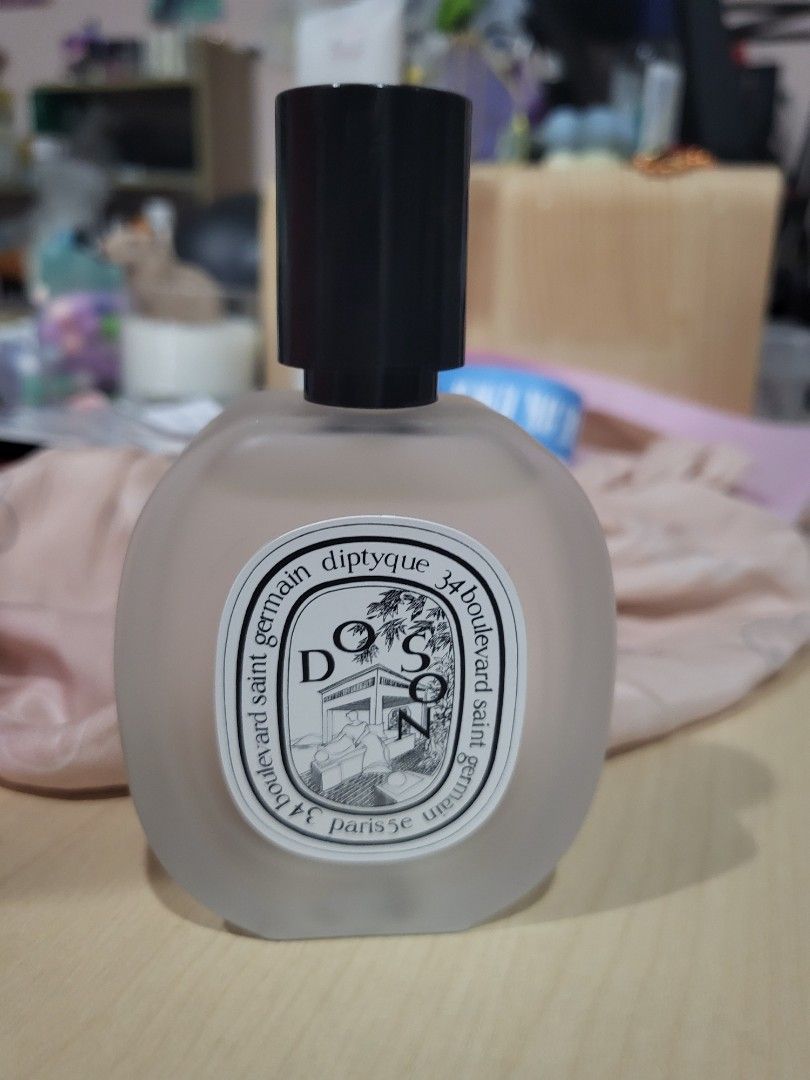 34 boulevard saint germain diptyque 34 boulevard saint germain paris 5e
DO SON